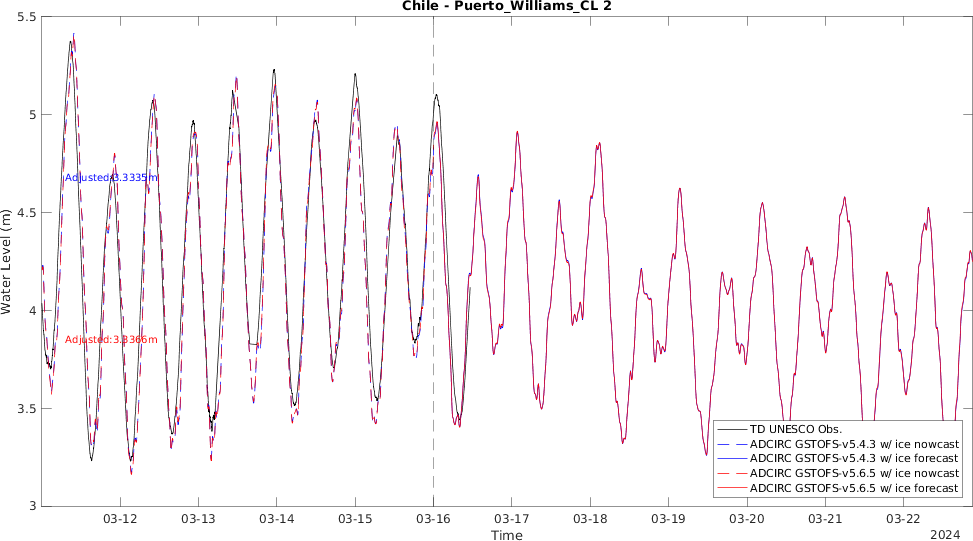 Chile - Puerto_Williams_CL 2
5.5
5
4.5
4
3.5
3
Water Level (m)
Adjusted:3.3335m
Adjusted:3.3366m
TD UNESCO Obs.
ADCIRC GSTOFS-v5.4.3 w/ ice nowcast
ADCIRC GSTOFS-v5.4.3 w/ ice forecast
ADCIRC GSTOFS-v5.6.5 w/ ice nowcast
ADCIRC GSTOFS-v5.6.5 w/ ice forecast
03-12 03-13 03-14 03-15 03-16 03-17 03-18 03-19 03-20 03-21 03-22
Time
2024